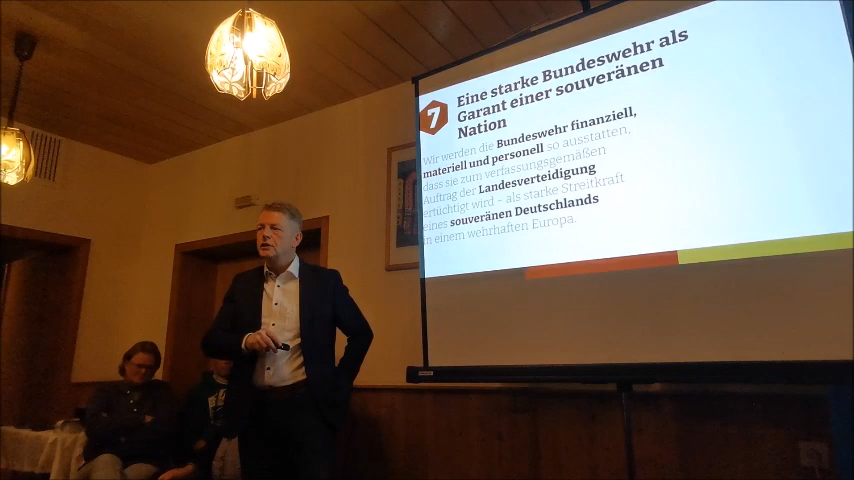 7
Eine starke Bundeswehr als
Garant einer souveränen
Nation
Wir werden die Bundeswehr finanziell,
materiell und personell so ausstatten,
dass sie zum verfassungsgemäßen
Auftrag der Landesverteidigung
ertüchtigt wird – als starke Streitkraft
eines souveränen Deutschlands
in einem wehrhaften Europa.